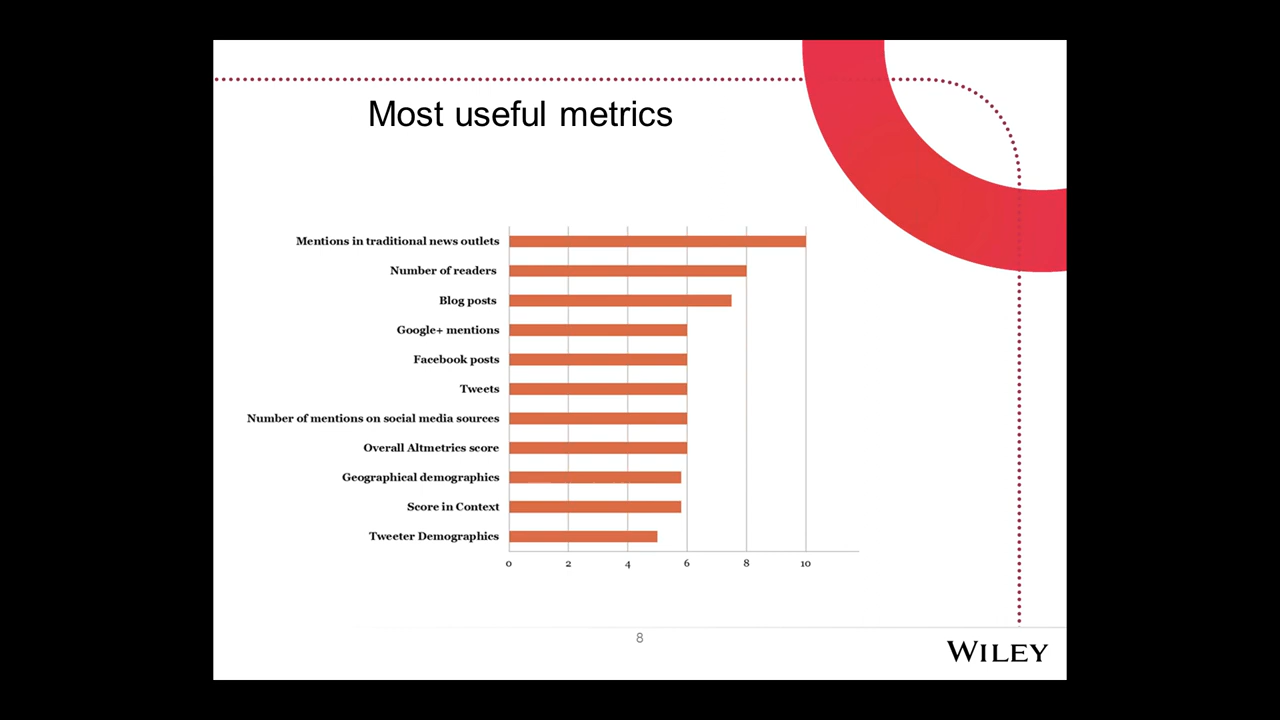 Most useful metrics
Mentions in traditional news outlets
Number of readers
Blog posts
Google+ mentions
Facebook posts
Tweets
Number of mentions on social media sources
Overall Altmetrics score
Geographical demographics
Score in Context
Tweeter Demographics
0 2 4 6 8 10
8
WILEY